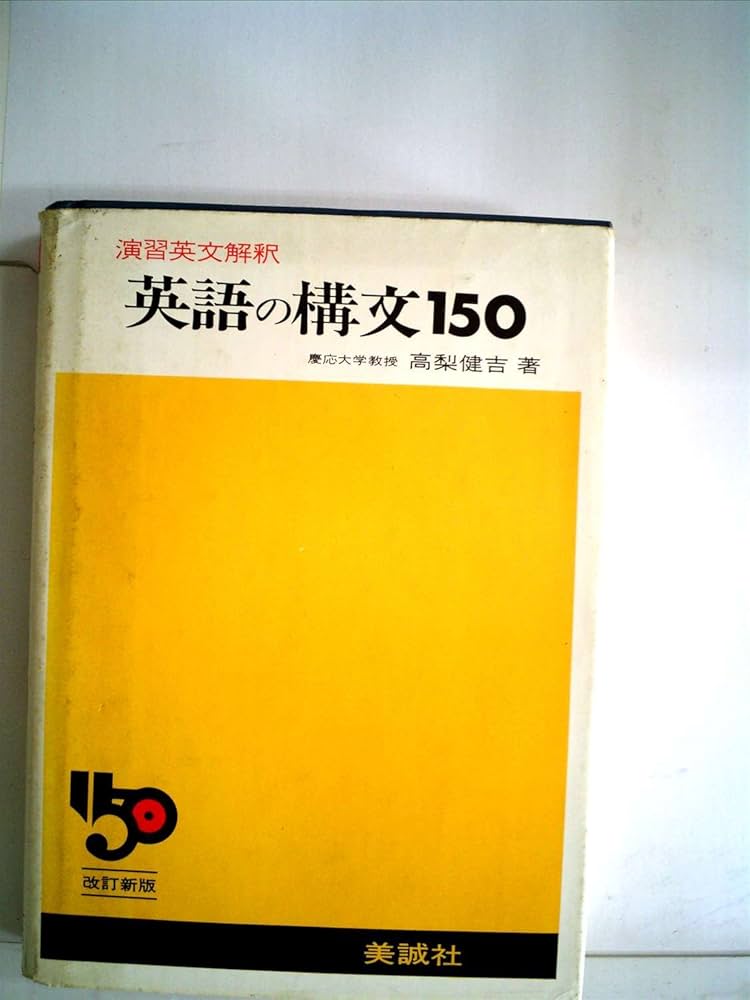 演習英文解釈
英語の構文150
慶応大学教授 高梨健吉 著
150
改訂新版
美誠社